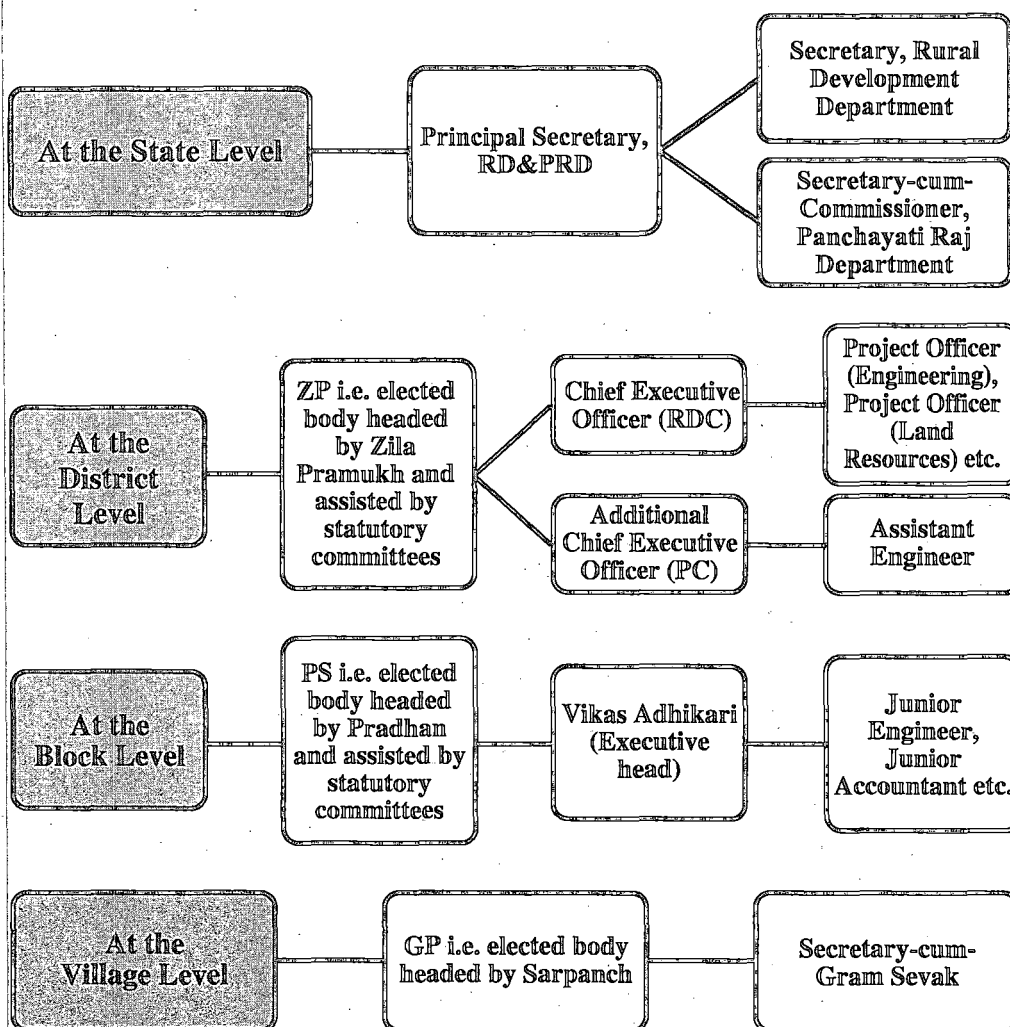 At the State Level
Principal Secretary,
RD&PRD
Secretary, Rural
Development
Department
Secretary-cum-
Commissioner,
Panchayati Raj
Department
At the
District
Level
ZP i.e. elected
body headed
by Zila
Pramukh and
assisted by
statutory
committees
Chief Executive
Officer (RDC)
Project Officer
(Engineering),
Project Officer
(Land
Resources) etc.
Additional
Chief Executive
Officer (PC)
Assistant
Engineer
At the
Block Level
PS i.e. elected
body headed
by Pradhan
and assisted by
statutory
committees
Vikas Adhikari
(Executive
head)
Junior
Engineer,
Junior
Accountant etc.
At the
Village Level
GP i.e. elected body
headed by Sarpanch
Secretary-cum-
Gram Sevak